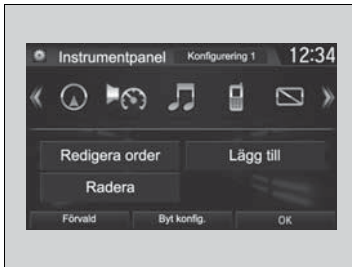 Instrumentpanel Konfigurering 1 12:34
Redigera order Lägg till
Radera
Förvald Byt konfig. OK